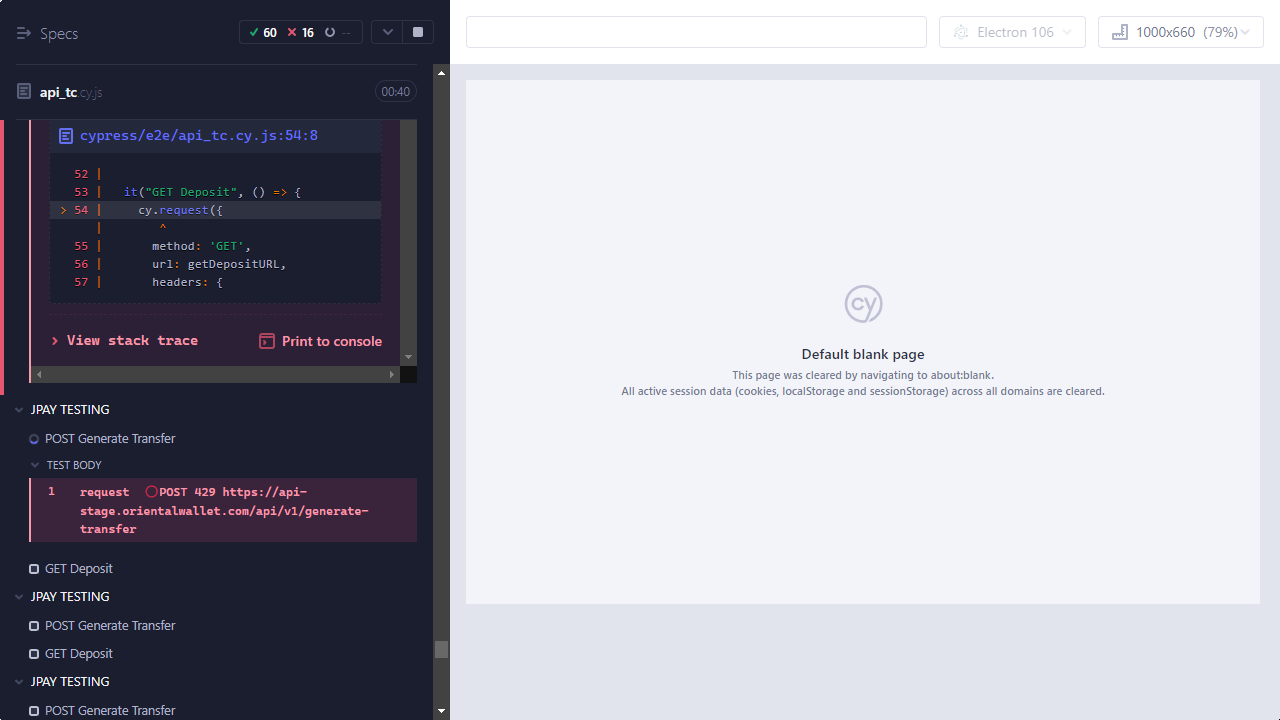 Specs
60 16 --
Electron 106
1000x660 (79%)
api_tc.cy.js
00:40
cypress/e2e/api_tc.cy.js:54:8
52 |
53 | it("GET Deposit", () => {
> 54 | cy.request({
| ^
55 | method: 'GET',
56 | url: getDepositURL,
57 | headers: {
View stack trace
Print to console
JPAY TESTING
POST Generate Transfer
TEST BODY
1 request POST 429 https://api-
stage.orientalwallet.com/api/v1/generate-
transfer
GET Deposit
JPAY TESTING
POST Generate Transfer
GET Deposit
JPAY TESTING
POST Generate Transfer
cy
Default blank page
This page was cleared by navigating to about:blank.
All active session data (cookies, localStorage and sessionStorage) across all domains are cleared.